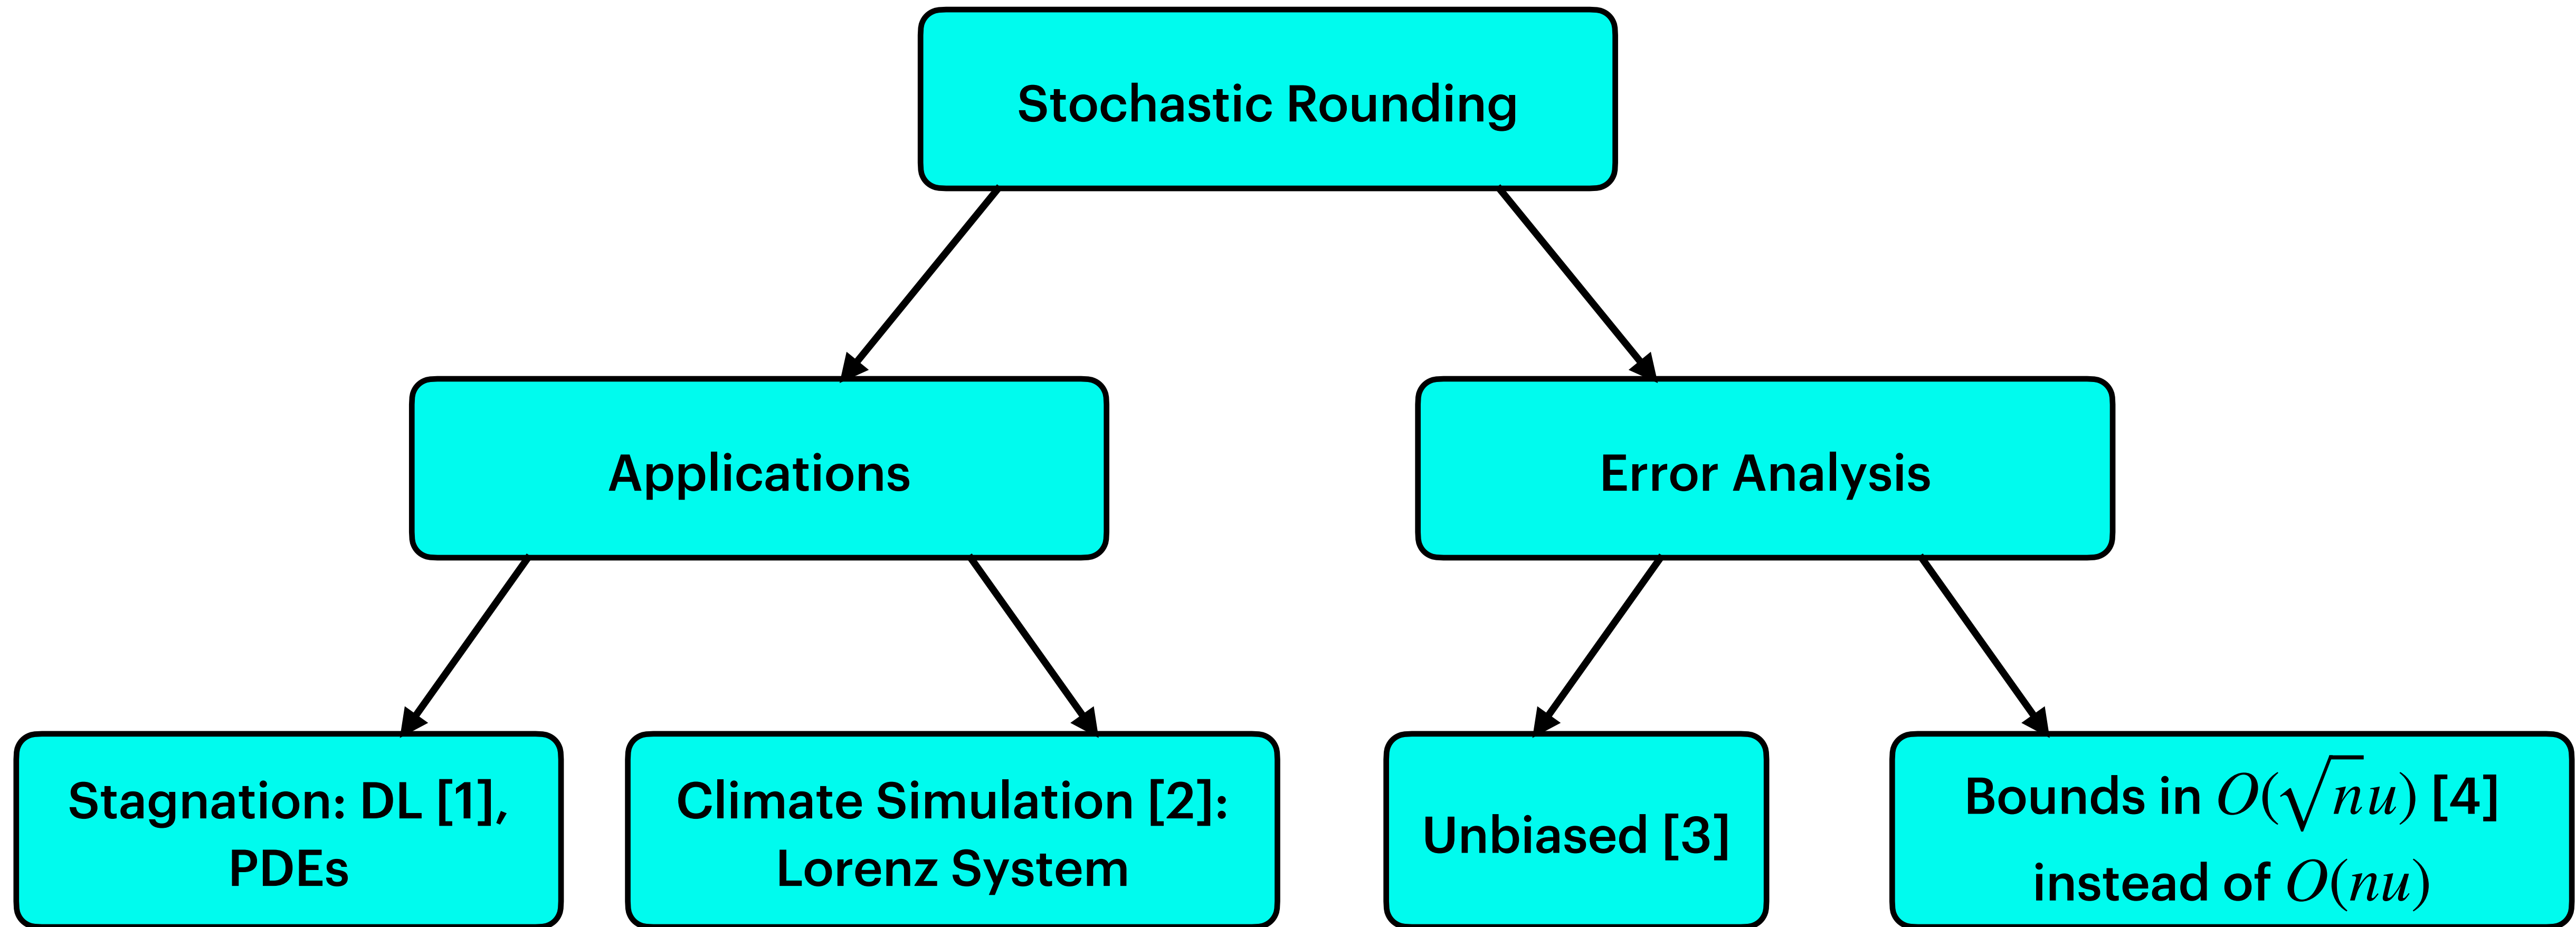 Stochastic Rounding
Applications
Error Analysis
Stagnation: DL [1],
PDEs
Climate Simulation [2]:
Lorenz System
Unbiased [3]
Bounds in O(√nu) [4]
instead of O(nu)